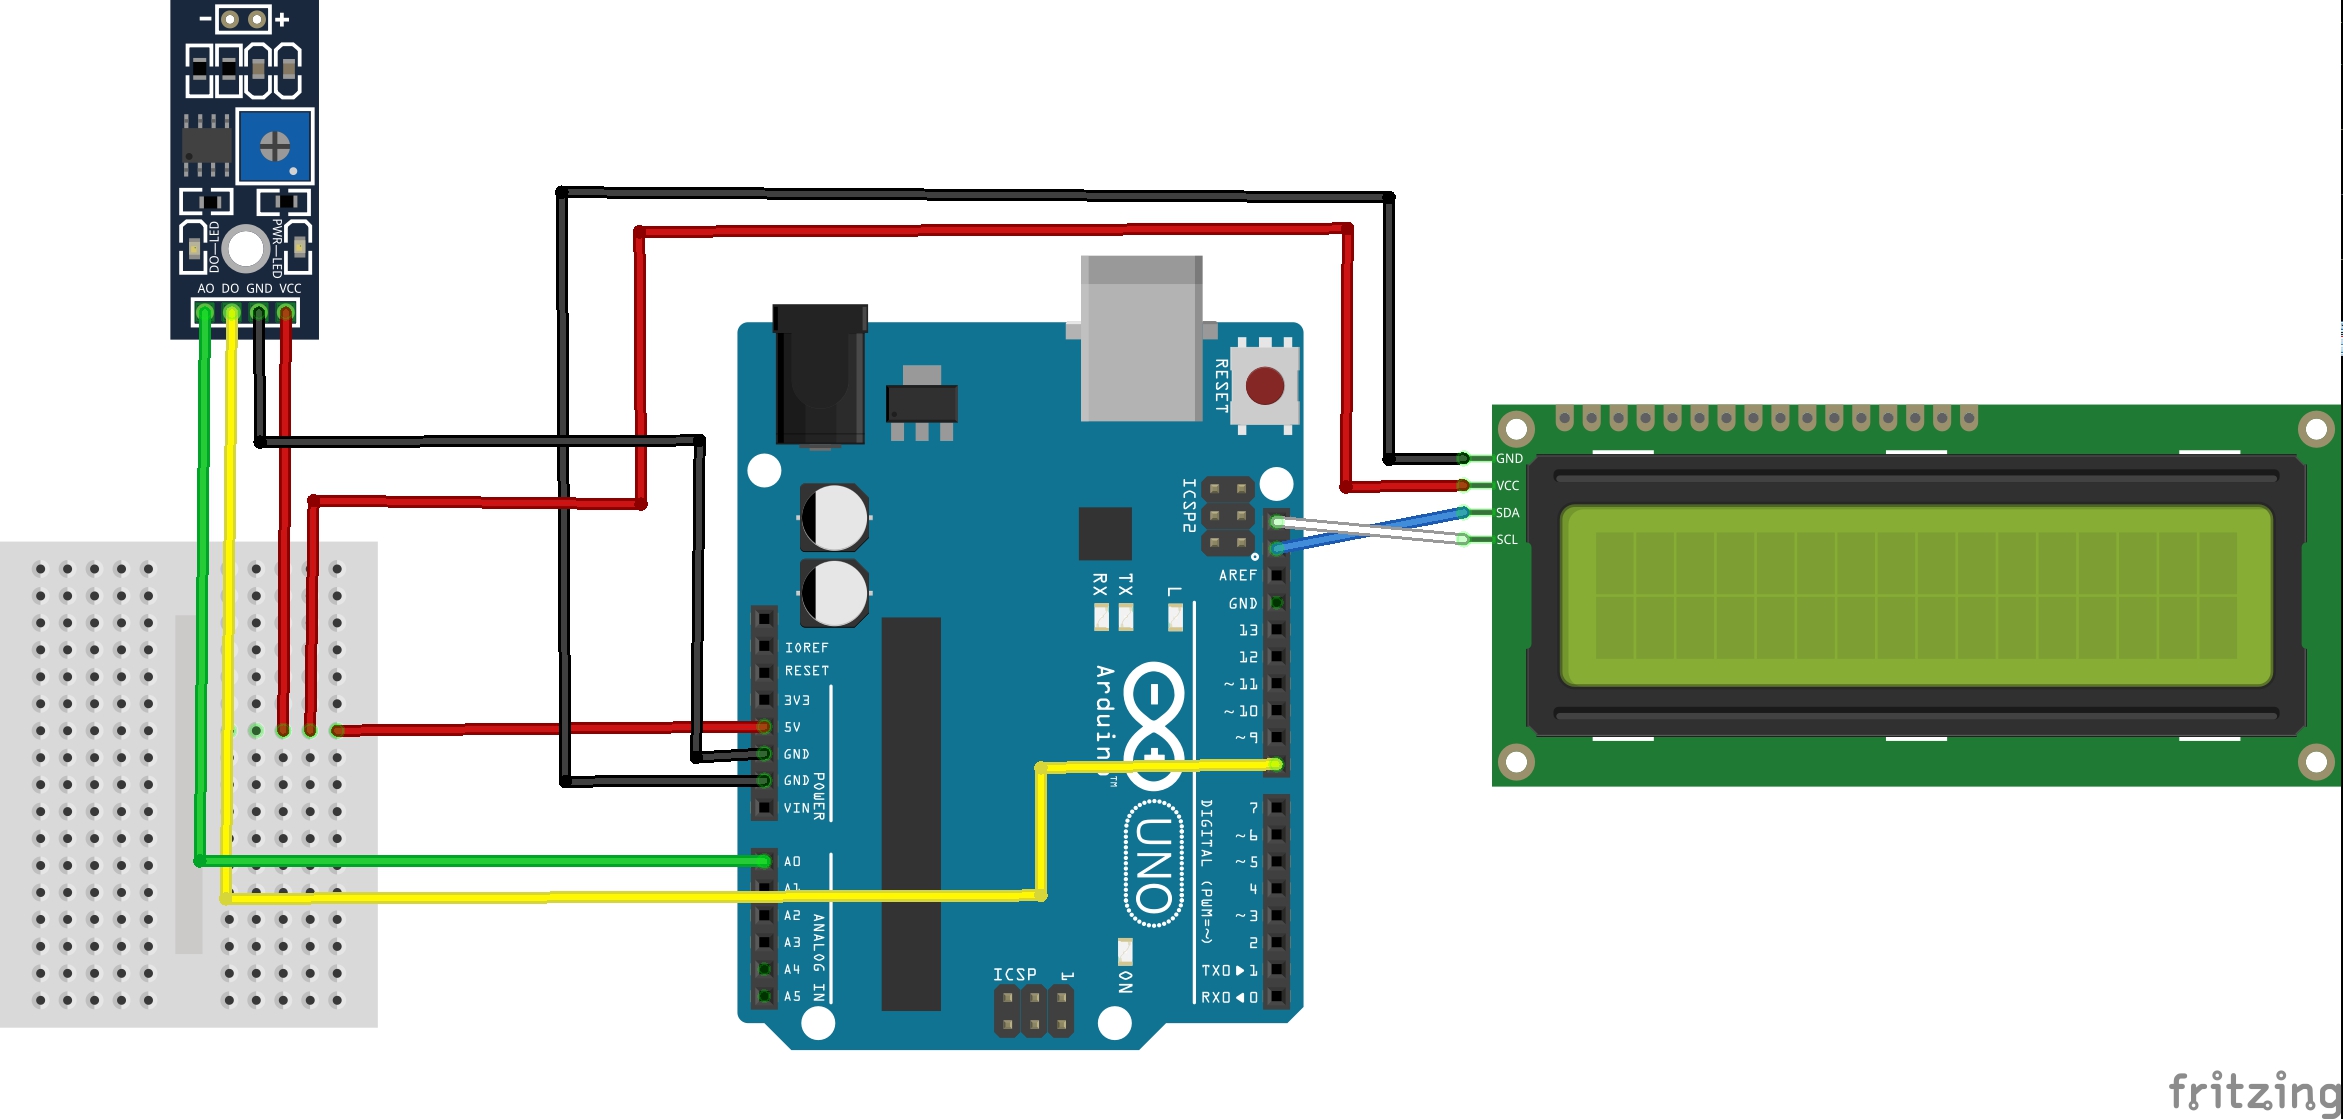 − +
DO—LED
PWR—LED
AO DO GND VCC
RESET
ICSP2
GND
VCC
SDA
SCL
RX
TX
L
AREF
GND
13
12
~11
~10
~9
7
~6
~5
4
~3
2
TX0▶1
RX0◀0
DIGITAL (PWM=~)
IOREF
RESET
3V3
5V
GND
GND
VIN
POWER
A0
A1
A2
A3
A4
A5
ANALOG IN
Arduino™
UNO
ON
ICSP
1
fritzing